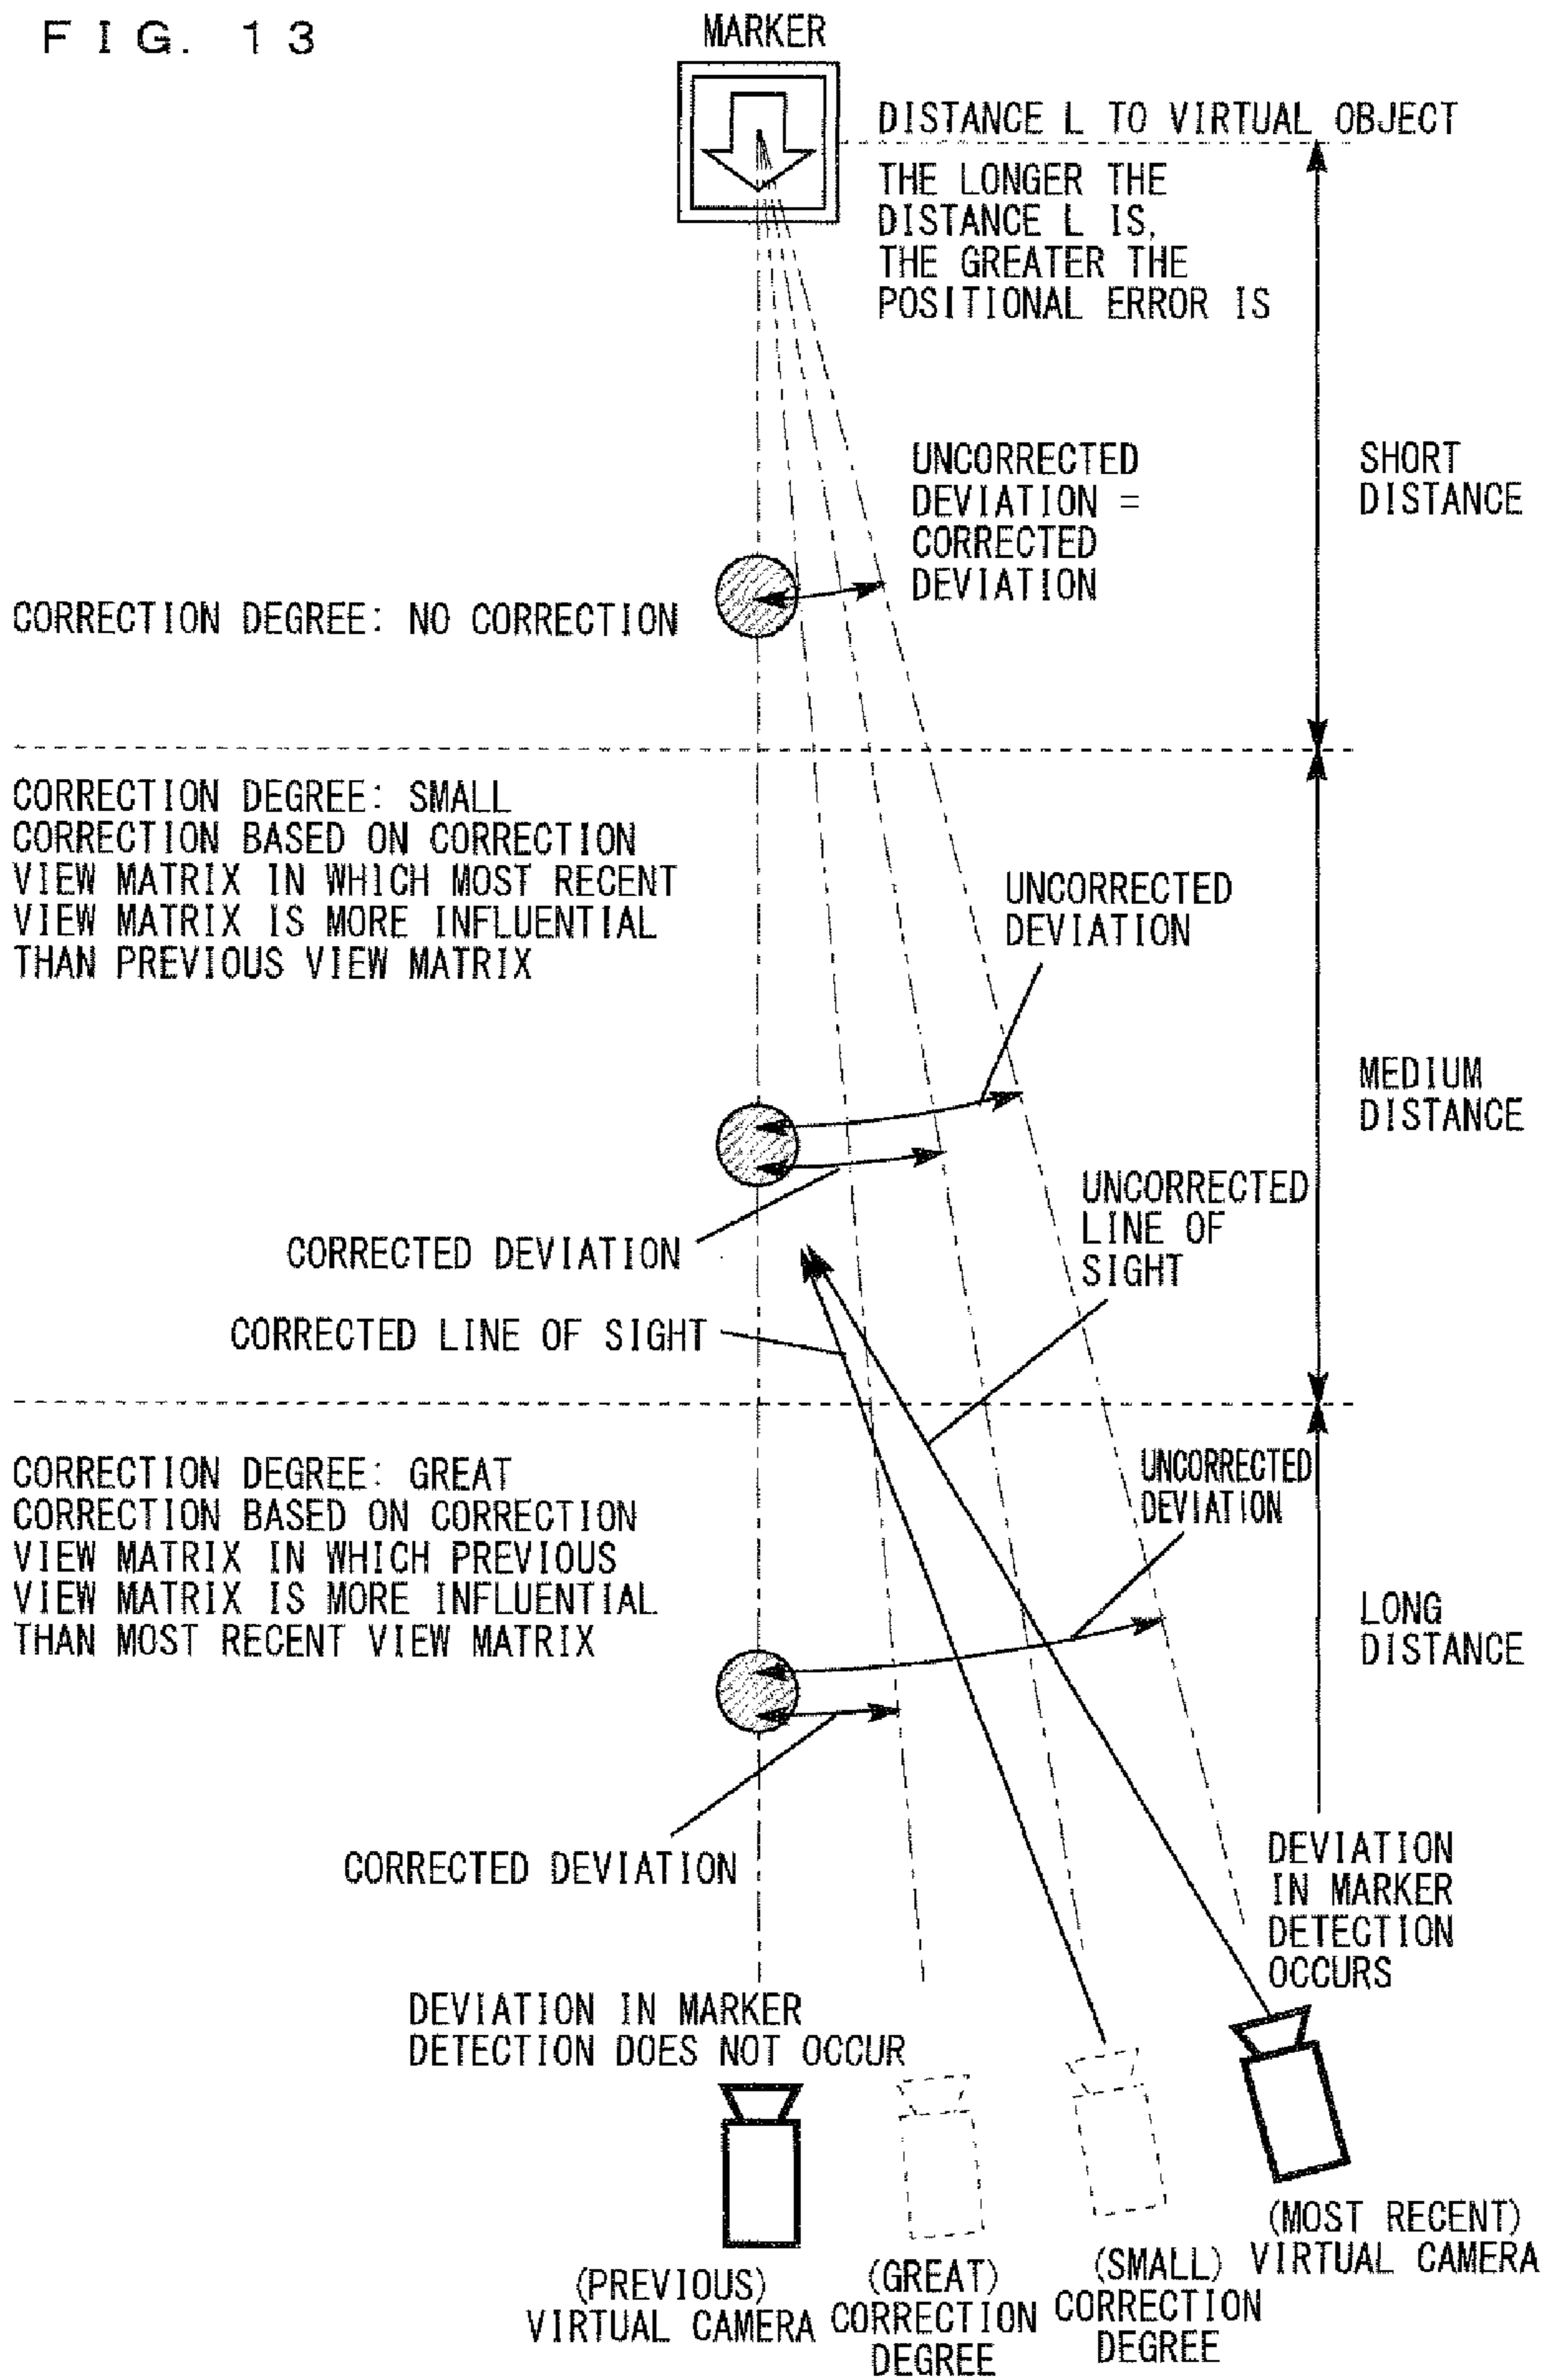 FIG. 13
MARKER
DISTANCE L TO VIRTUAL OBJECT
THE LONGER THE
DISTANCE L IS,
THE GREATER THE
POSITIONAL ERROR IS
UNCORRECTED
DEVIATION =
CORRECTED
DEVIATION
SHORT
DISTANCE
CORRECTION DEGREE: NO CORRECTION
CORRECTION DEGREE: SMALL
CORRECTION BASED ON CORRECTION
VIEW MATRIX IN WHICH MOST RECENT
VIEW MATRIX IS MORE INFLUENTIAL
THAN PREVIOUS VIEW MATRIX
UNCORRECTED
DEVIATION
MEDIUM
DISTANCE
UNCORRECTED
LINE OF
SIGHT
CORRECTED DEVIATION
CORRECTED LINE OF SIGHT
CORRECTION DEGREE: GREAT
CORRECTION BASED ON CORRECTION
VIEW MATRIX IN WHICH PREVIOUS
VIEW MATRIX IS MORE INFLUENTIAL
THAN MOST RECENT VIEW MATRIX
UNCORRECTED
DEVIATION
LONG
DISTANCE
CORRECTED DEVIATION
DEVIATION
IN MARKER
DETECTION
OCCURS
DEVIATION IN MARKER
DETECTION DOES NOT OCCUR
(PREVIOUS)
VIRTUAL CAMERA
(GREAT)
CORRECTION
DEGREE
(SMALL)
CORRECTION
DEGREE
(MOST RECENT)
VIRTUAL CAMERA